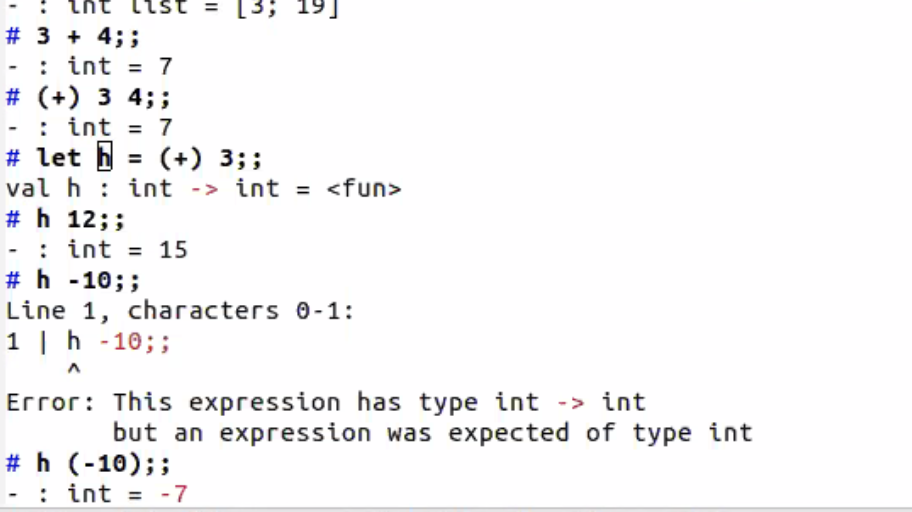 - : int list = [3; 19]
# 3 + 4;;
- : int = 7
# (+) 3 4;;
- : int = 7
# let h = (+) 3;;
val h : int -> int = <fun>
# h 12;;
- : int = 15
# h -10;;
Line 1, characters 0-1:
1 | h -10;;
    ^
Error: This expression has type int -> int
       but an expression was expected of type int
# h (-10);;
- : int = -7